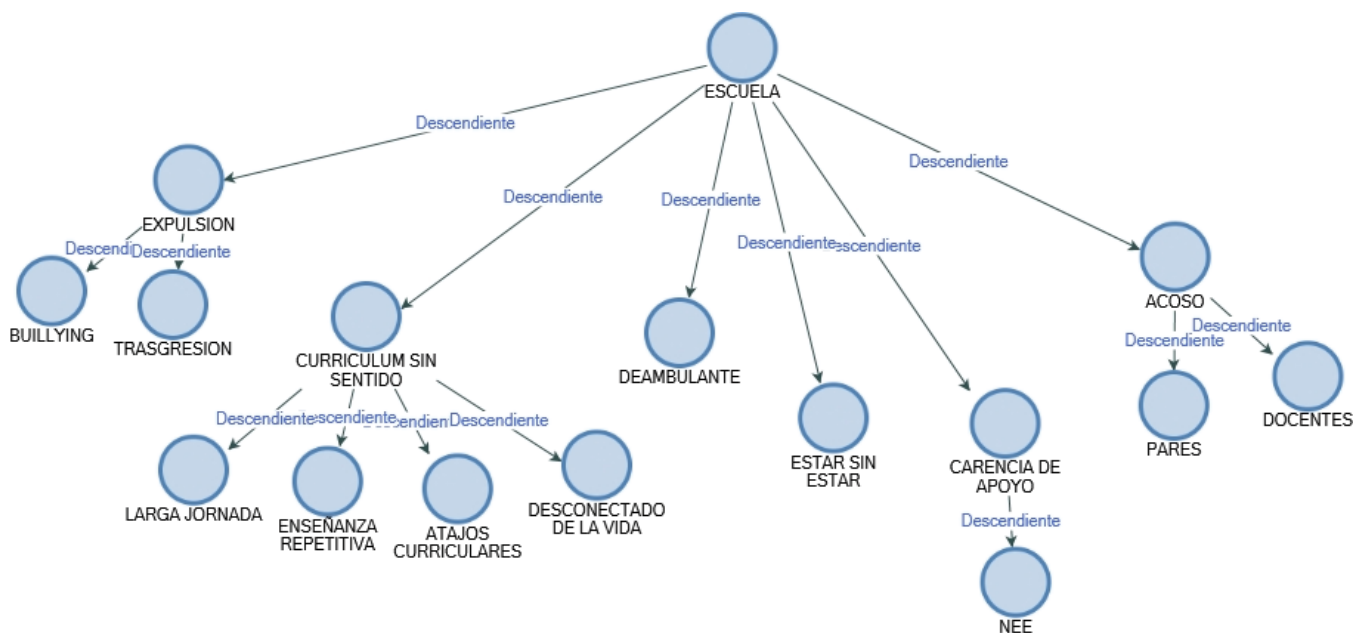 ESCUELA
Descendiente
Descendiente
Descendiente
Descendiente
Descendiente
EXPULSION
Descendiente
ACOSO
BUILLYING
TRASGRESION
CURRICULUM SIN
SENTIDO
DEAMBULANTE
Descendiente
Descendiente
PARES
DOCENTES
Descendiente
Descendiente
LARGA JORNADA
ENSEÑANZA
REPETITIVA
ATAJOS
CURRICULARES
DESCONECTADO
DE LA VIDA
ESTAR SIN
ESTAR
CARENCIA DE
APOYO
Descendiente
NEE